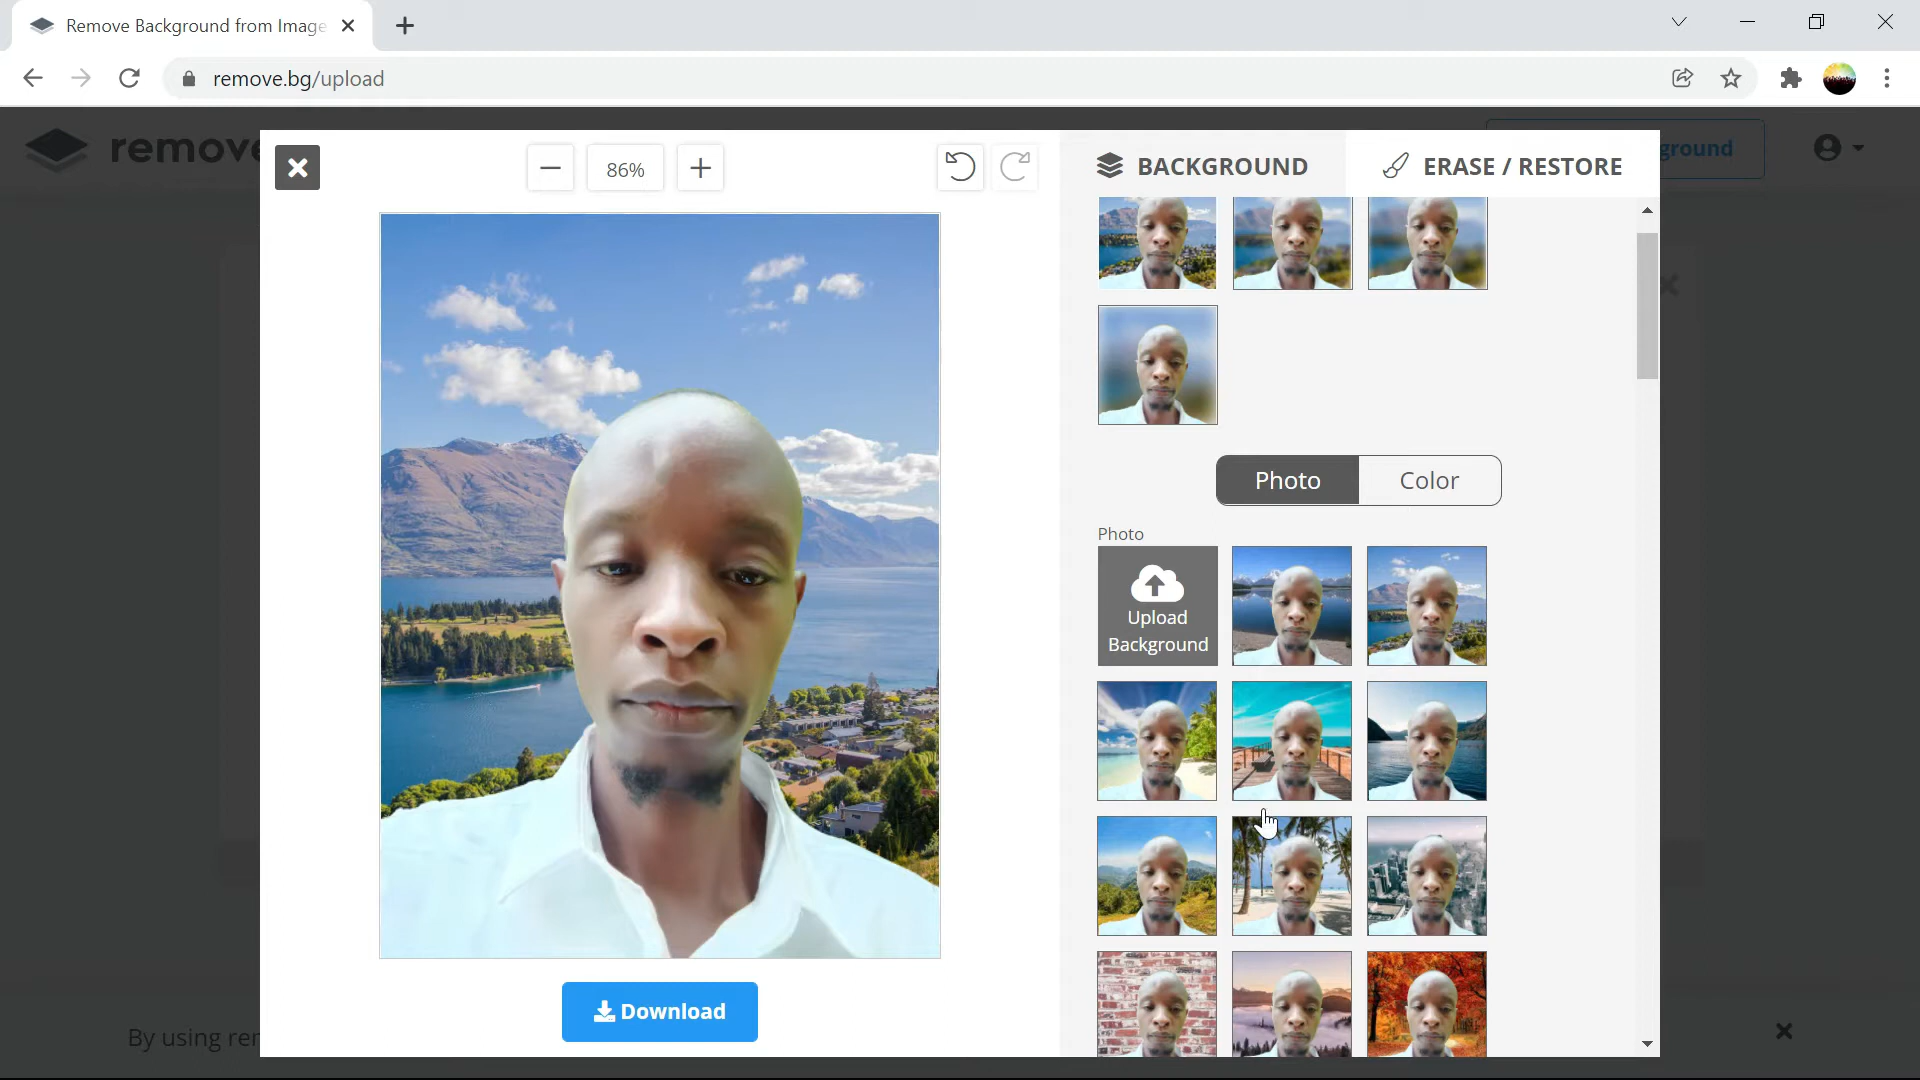 Remove Background from Image
remove.bg/upload
remove
ground
86%
BACKGROUND
ERASE / RESTORE
Photo
Color
Photo
Upload
Background
Download
By using rem